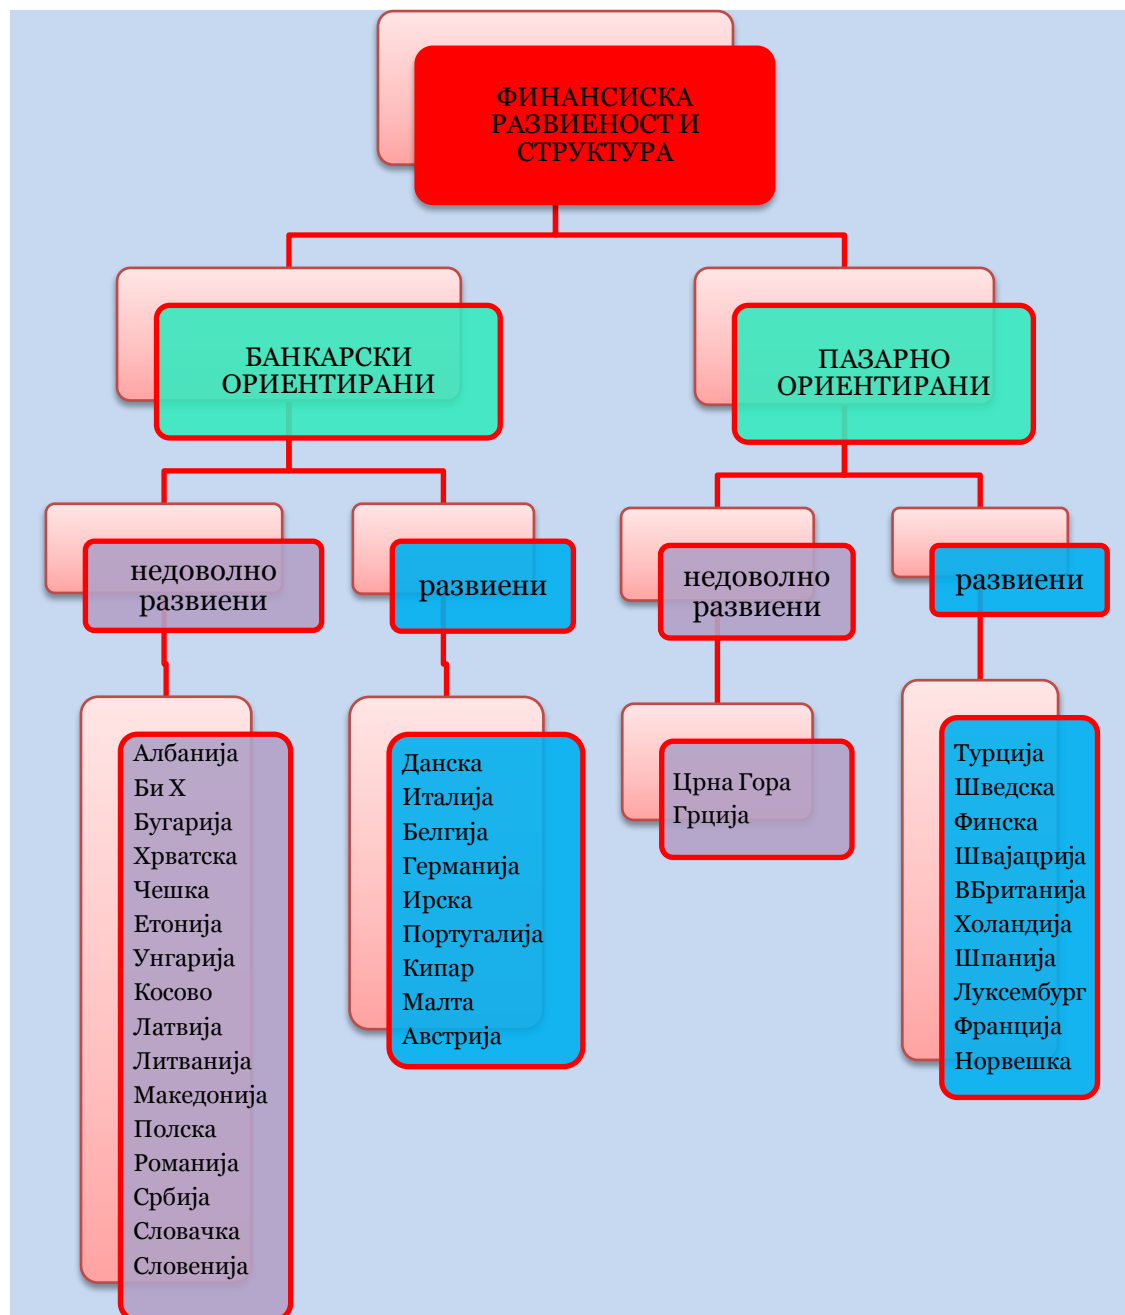 ФИНАНСИСКА
РАЗВИЕНОСТ И
СТРУКТУРА
БАНКАРСКИ
ОРИЕНТИРАНИ
ПАЗАРНО
ОРИЕНТИРАНИ
недоволно
развиени
развиени
недоволно
развиени
развиени
Албанија
Би Х
Бугарија
Хрватска
Чешка
Етонија
Унгарија
Косово
Латвија
Литванија
Македонија
Полска
Романија
Србија
Словачка
Словенија
Данска
Италија
Белгија
Германија
Ирска
Португалија
Кипар
Малта
Австрија
Црна Гора
Грција
Турција
Шведска
Финска
Швајацрија
ВБританија
Холандија
Шпанија
Луксембург
Франција
Норвешка